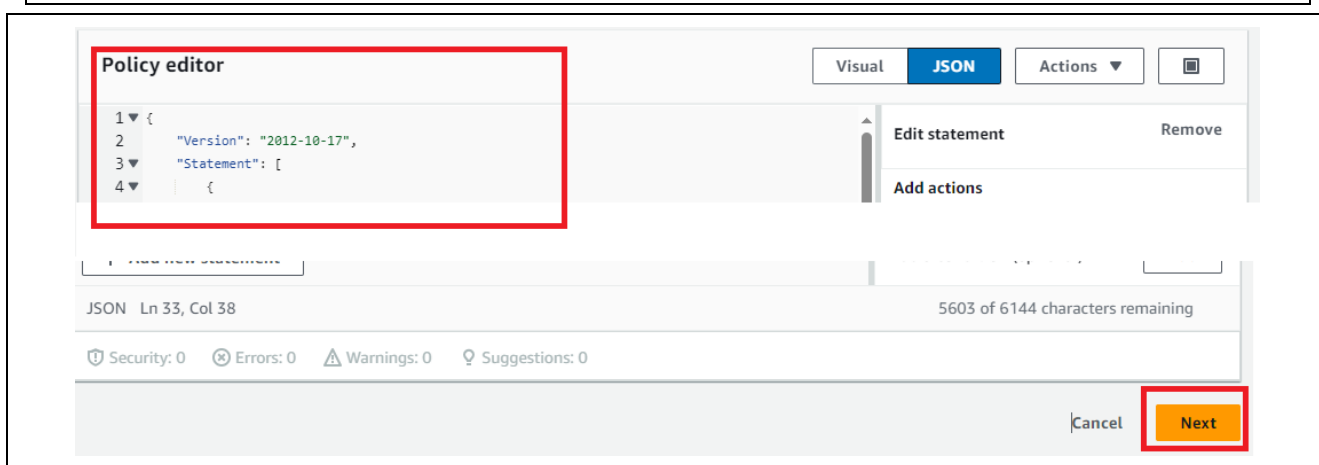 Policy editor
Visual JSON Actions
1 {
2 "Version": "2012-10-17",
3 "Statement": [
4 {
Edit statement Remove
Add actions
JSON Ln 33, Col 38 5603 of 6144 characters remaining
Security: 0 Errors: 0 Warnings: 0 Suggestions: 0
Cancel Next